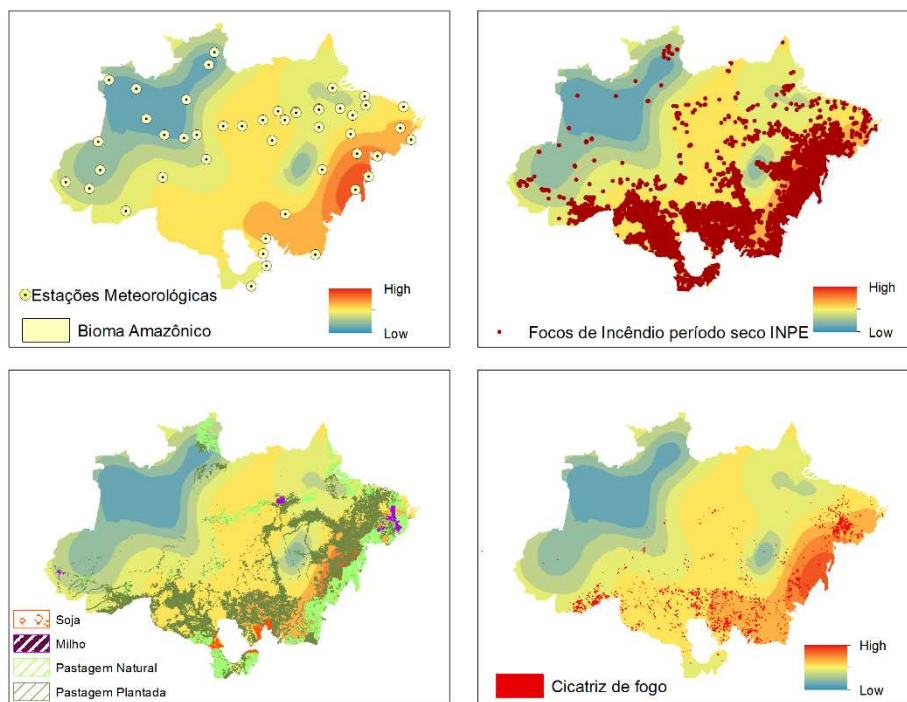 Estações Meteorológicas
Bioma Amazônico
High
Low
Focos de Incêndio período seco INPE
High
Low
Soja
Milho
Pastagem Natural
Pastagem Plantada
Cicatriz de fogo
High
Low